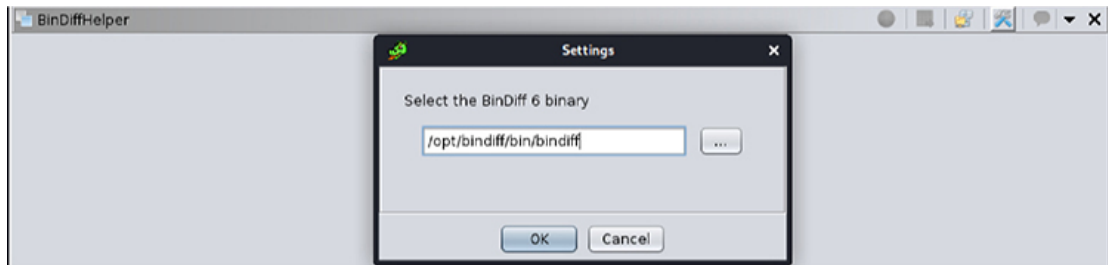 BinDiffHelper
Settings
Select the BinDiff 6 binary
/opt/bindiff/bin/bindiff
...
OK Cancel